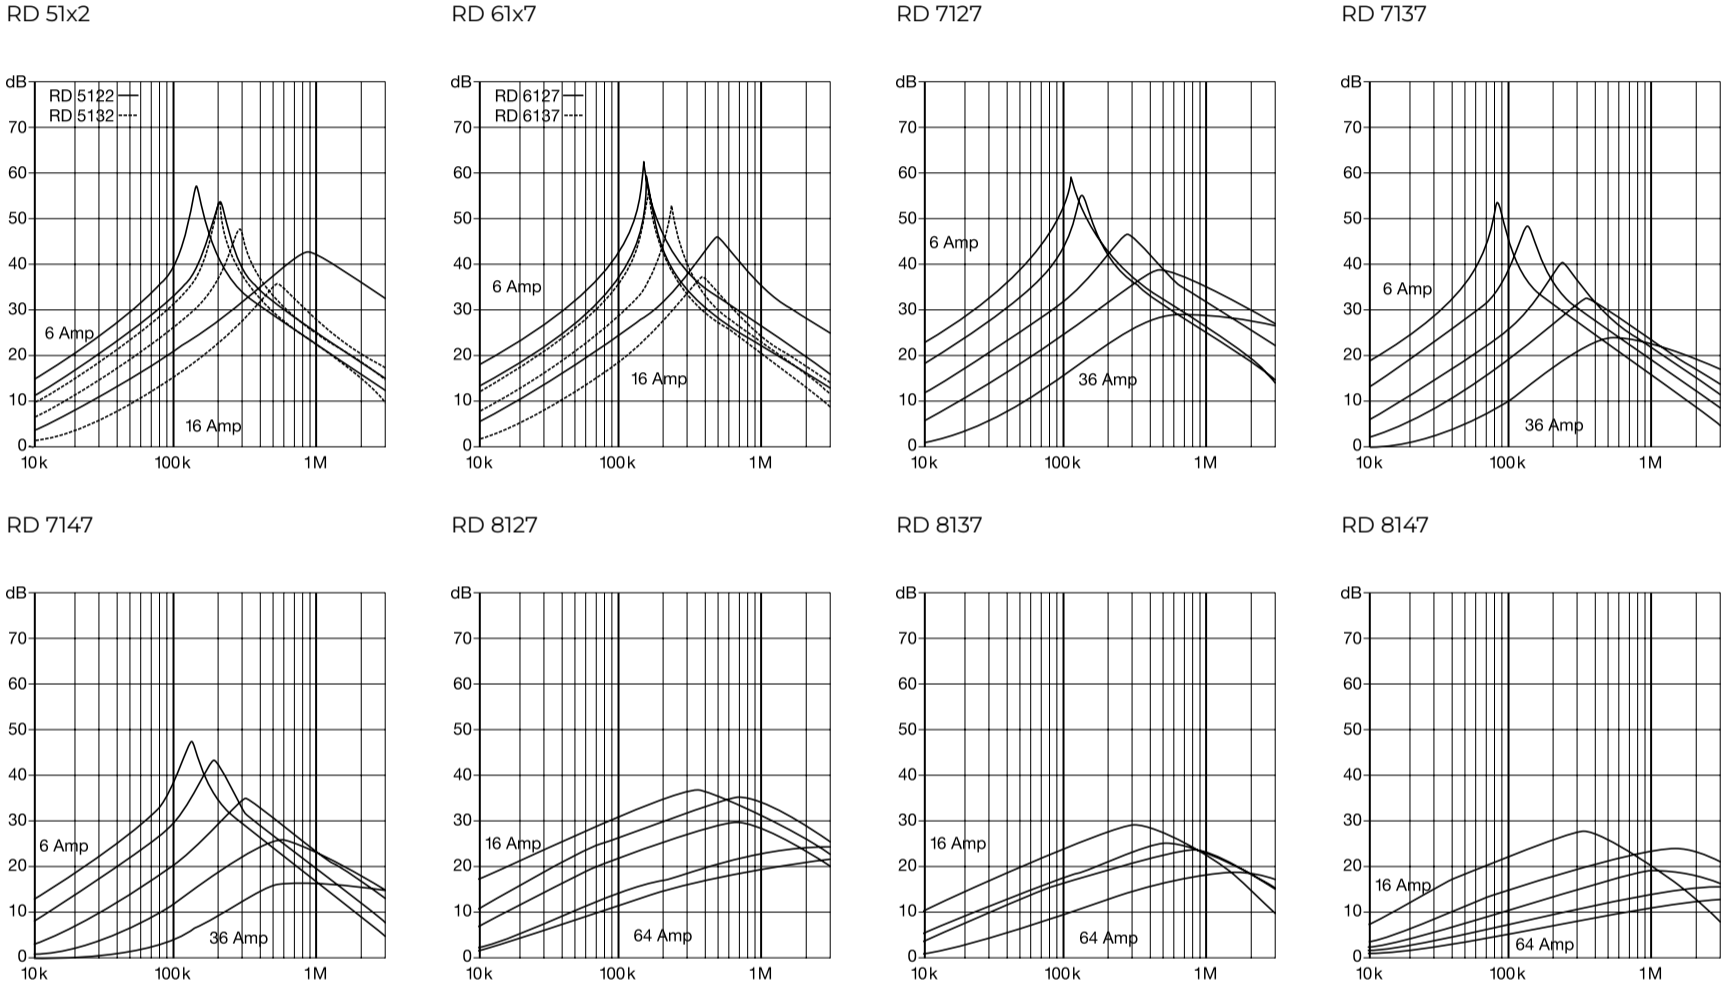 RD 51x2
RD 61x7
RD 7127
RD 7137
dB
RD 5122
RD 5132
70
60
50
40
30
20
10
0
6 Amp
16 Amp
10k
100k
1M
dB
RD 6127
RD 6137
70
60
50
40
30
20
10
0
6 Amp
16 Amp
10k
100k
1M
dB
70
60
50
40
30
20
10
0
6 Amp
36 Amp
10k
100k
1M
dB
70
60
50
40
30
20
10
0
6 Amp
36 Amp
10k
100k
1M
RD 7147
RD 8127
RD 8137
RD 8147
dB
70
60
50
40
30
20
10
0
6 Amp
36 Amp
10k
100k
1M
dB
70
60
50
40
30
20
10
0
16 Amp
64 Amp
10k
100k
1M
dB
70
60
50
40
30
20
10
0
16 Amp
64 Amp
10k
100k
1M
dB
70
60
50
40
30
20
10
0
16 Amp
64 Amp
10k
100k
1M